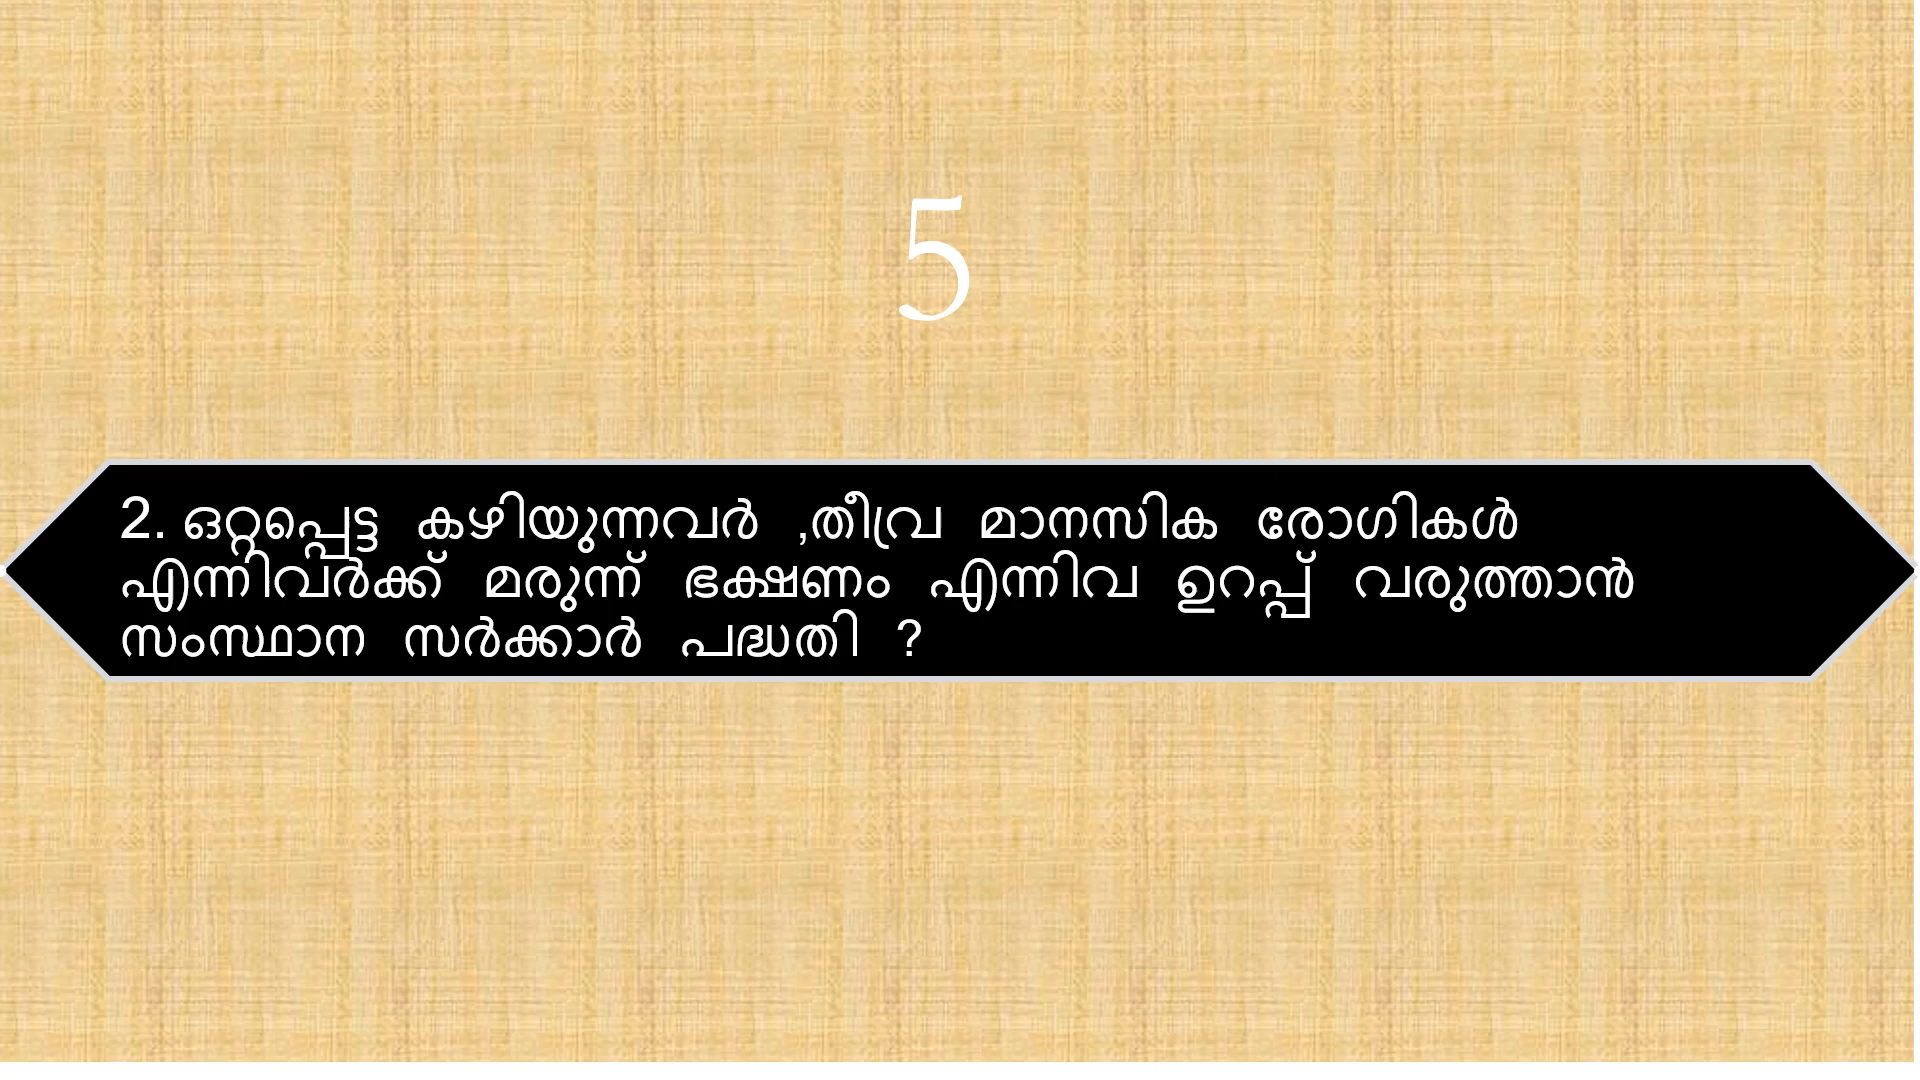 5
2. ഒറ്റപ്പെട്ട കഴിയുന്നവർ ,തീവ്ര മാനസിക രോഗികൾ
എന്നിവർക്ക് മരുന്ന് ഭക്ഷണം എന്നിവ ഉറപ്പ് വരുത്താൻ
സംസ്ഥാന സർക്കാർ പദ്ധതി ?